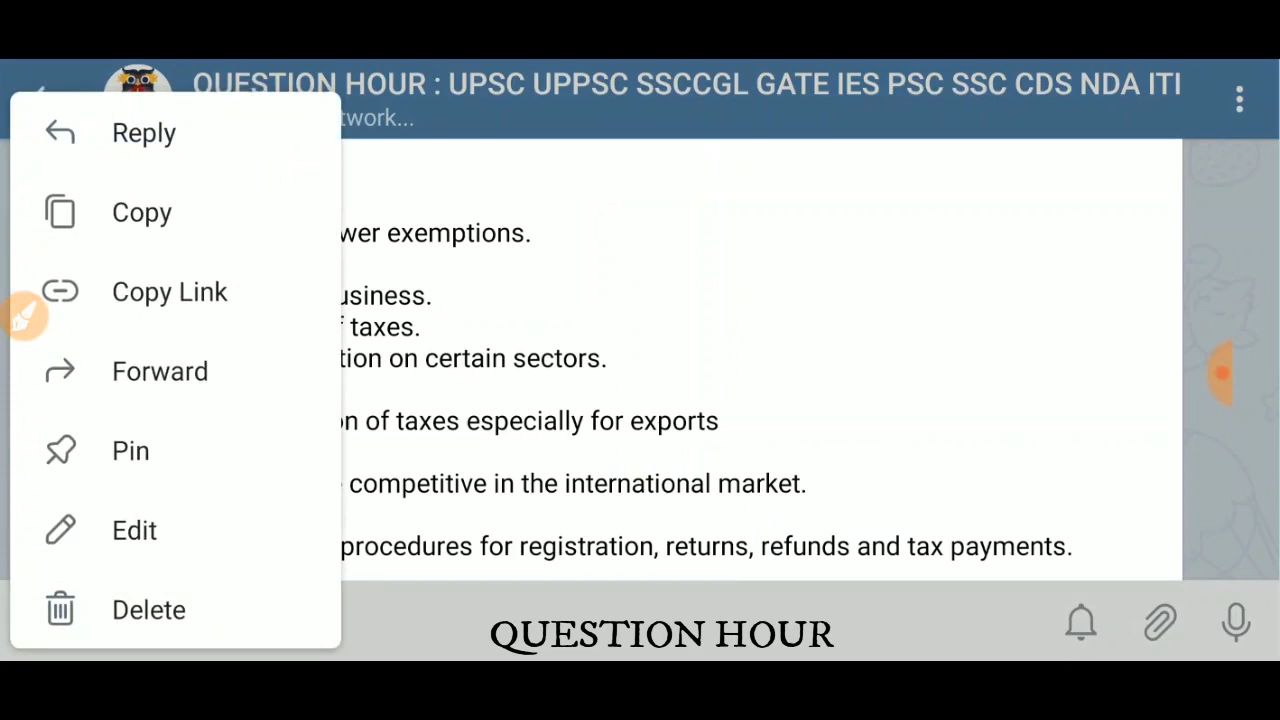 QUESTION HOUR : UPSC UPPSC SSCCGL GATE IES PSC SSC CDS NDA ITI
twork...
Reply
Copy
Copy Link
Forward
Pin
Edit
Delete
wer exemptions.
usiness.
f taxes.
tion on certain sectors.
on of taxes especially for exports
competitive in the international market.
procedures for registration, returns, refunds and tax payments.
QUESTION HOUR